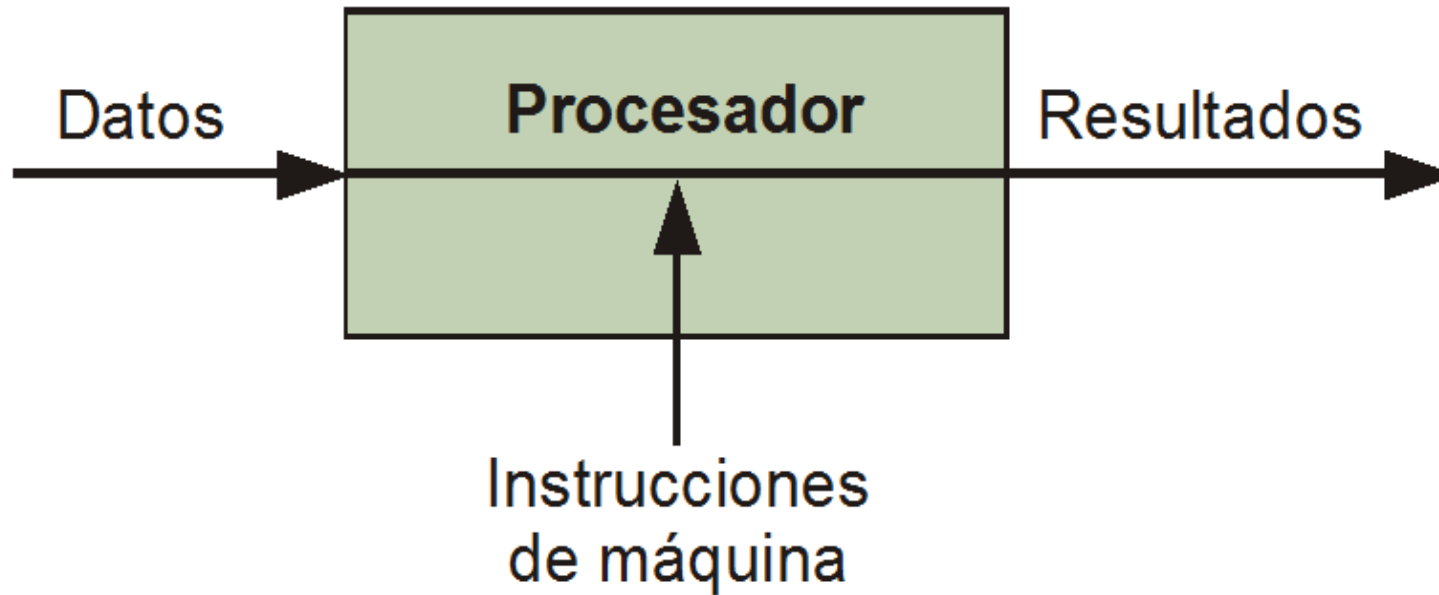 Datos
Procesador
Resultados
Instrucciones
de máquina